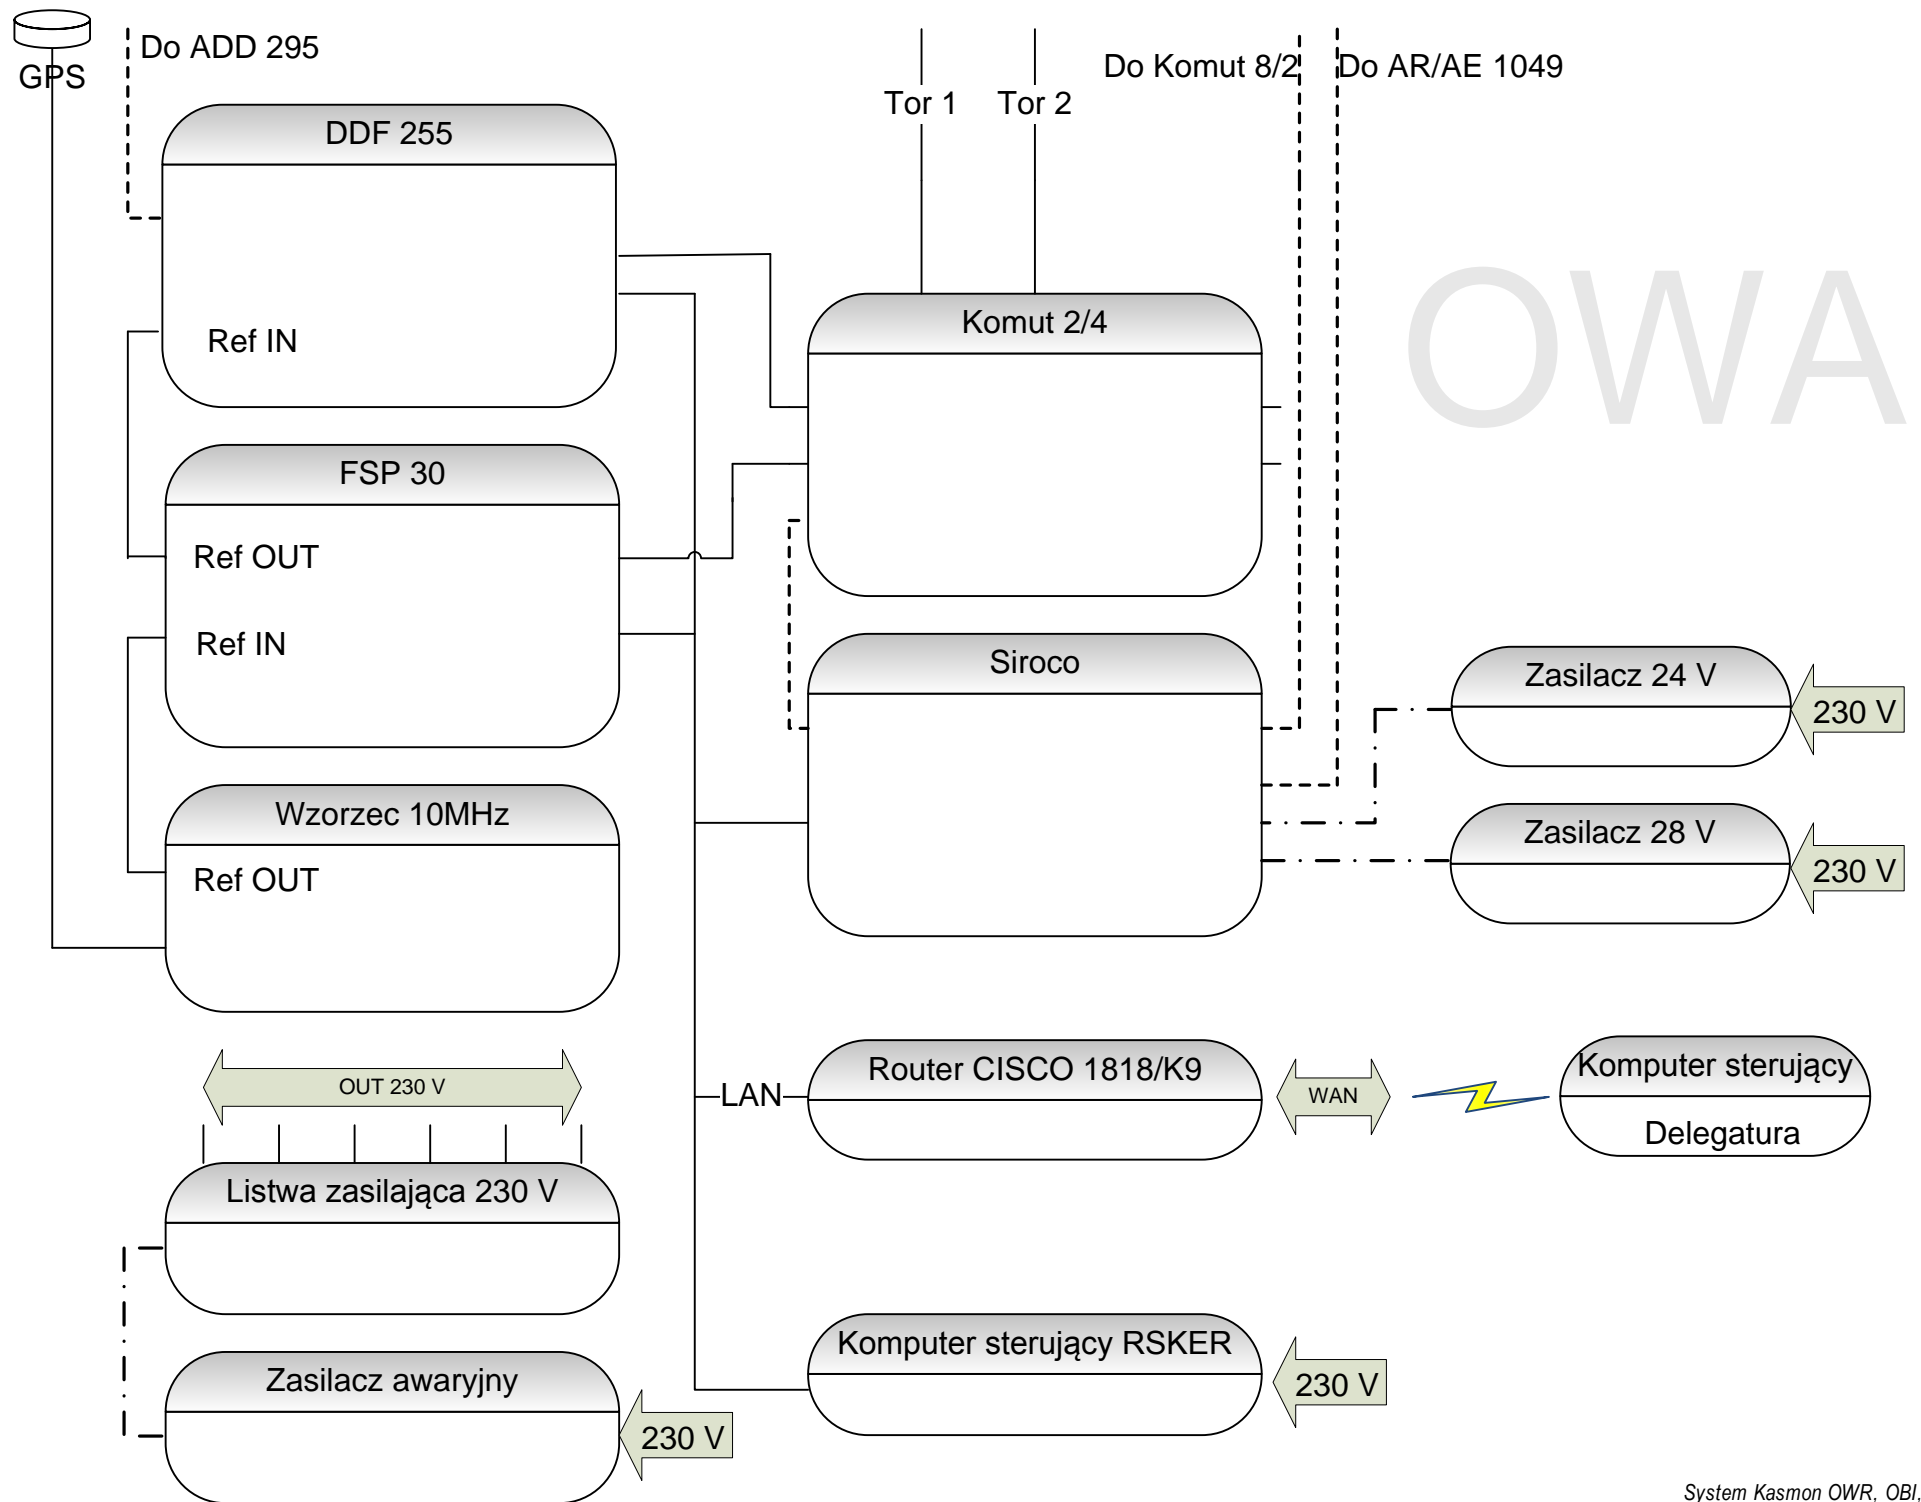 GPS
Do ADD 295
Tor 1
Tor 2
Do Komut 8/2
Do AR/AE 1049
OWA
DDF 255
Ref IN
Komut 2/4
FSP 30
Ref OUT
Ref IN
Siroco
Zasilacz 24 V
230 V
Zasilacz 28 V
230 V
Wzorzec 10MHz
Ref OUT
OUT 230 V
LAN
Router CISCO 1818/K9
WAN
Komputer sterujący
Delegatura
Listwa zasilająca 230 V
Komputer sterujący RSKER
230 V
Zasilacz awaryjny
230 V
System Kasmon OWR, OBI,